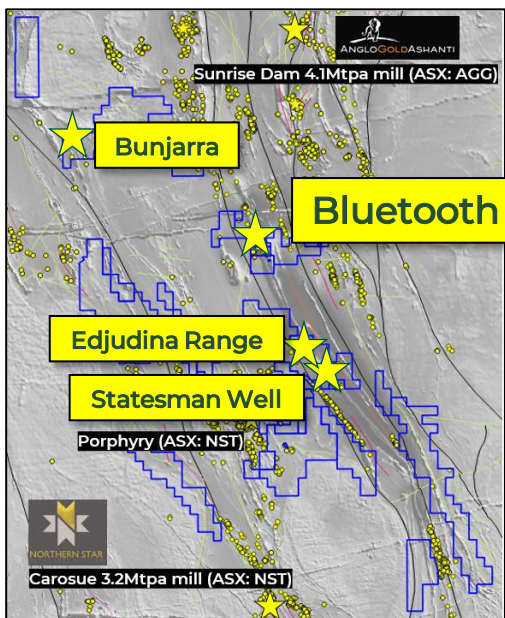 ANGLOGOLDASHANTI
Sunrise Dam 4.1Mtpa mill (ASX: AGG)
Bunjarra
Bluetooth
Edjudina Range
Statesman Well
Porphyry (ASX: NST)
NORTHERN STAR
Carosue 3.2Mtpa mill (ASX: NST)